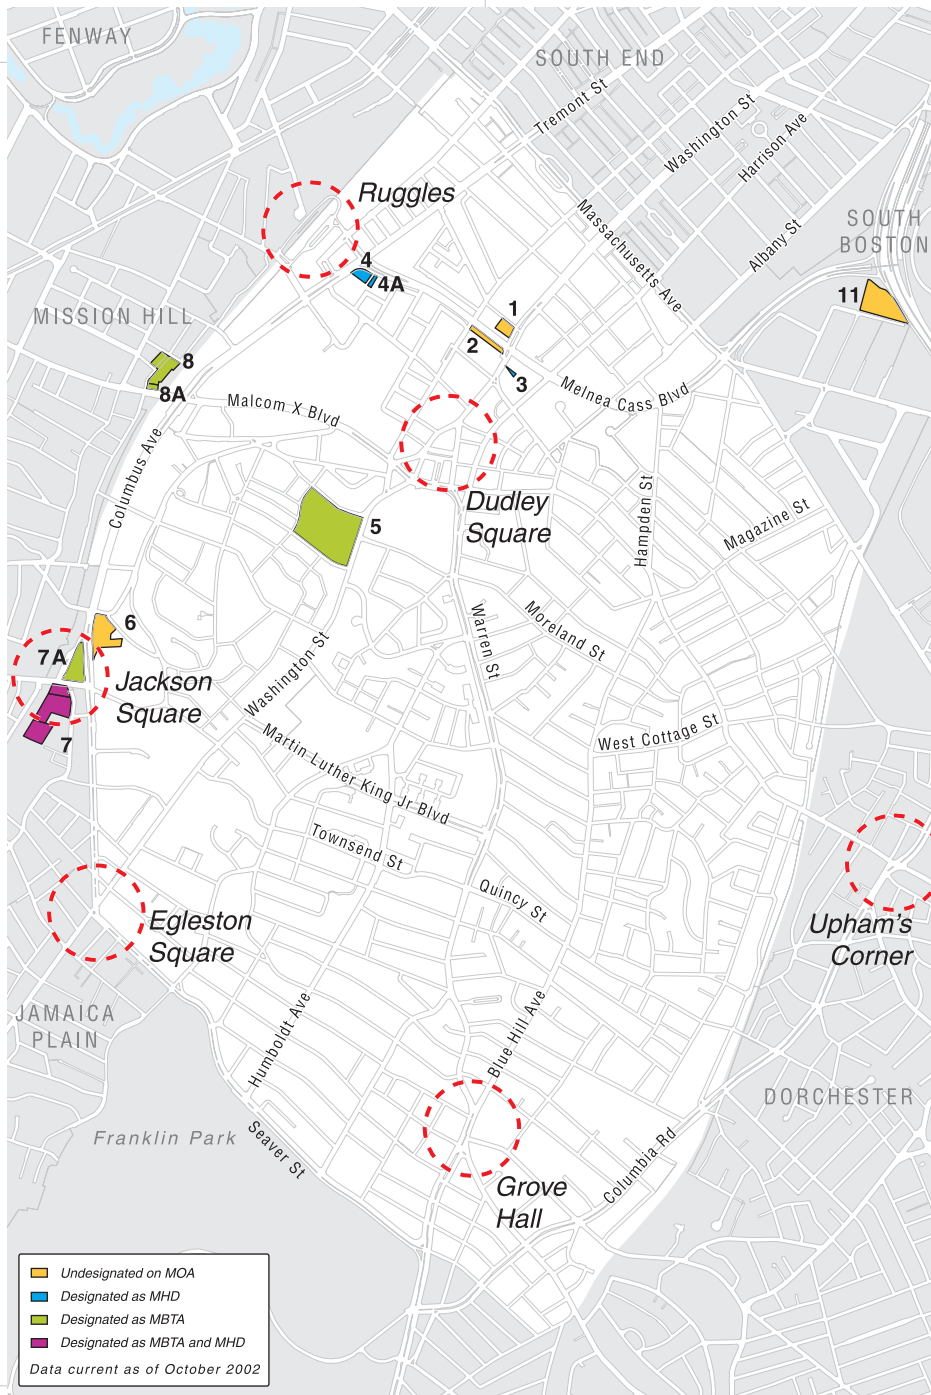 FENWAY
SOUTH END
Tremont St
Washington St
Harrison Ave
Ruggles
Massachusetts Ave
Albany St
SOUTH
BOSTON
4
4A
11
1
MISSION HILL
2
8
3
8A
Melnea Cass Blvd
Malcom X Blvd
Columbus Ave
Dudley
Square
Hampden St
Magazine St
5
6
Warren St
Moreland St
7A
Washington St
Jackson
Square
7
West Cottage St
Martin Luther King Jr Blvd
Townsend St
Quincy St
Egleston
Square
Upham's
Corner
JAMAICA
PLAIN
Humboldt Ave
Blue Hill Ave
DORCHESTER
Franklin Park
Seaver St
Columbia Rd
Grove
Hall
Undesignated on MOA
Designated as MHD
Designated as MBTA
Designated as MBTA and MHD
Data current as of October 2002